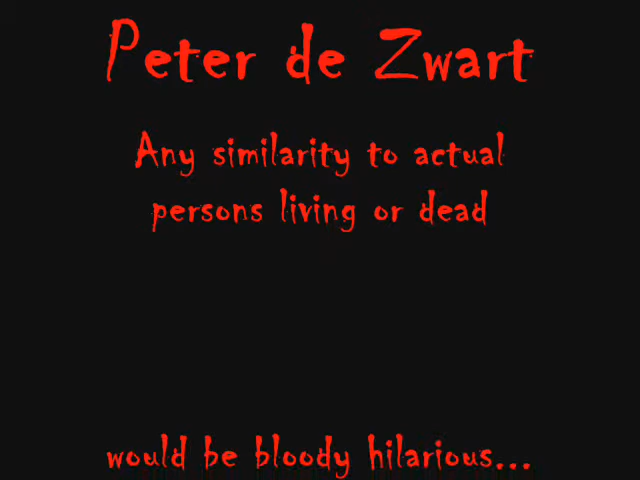 Peter de Zwart
Any similarity to actual
persons living or dead
would be bloody hilarious...